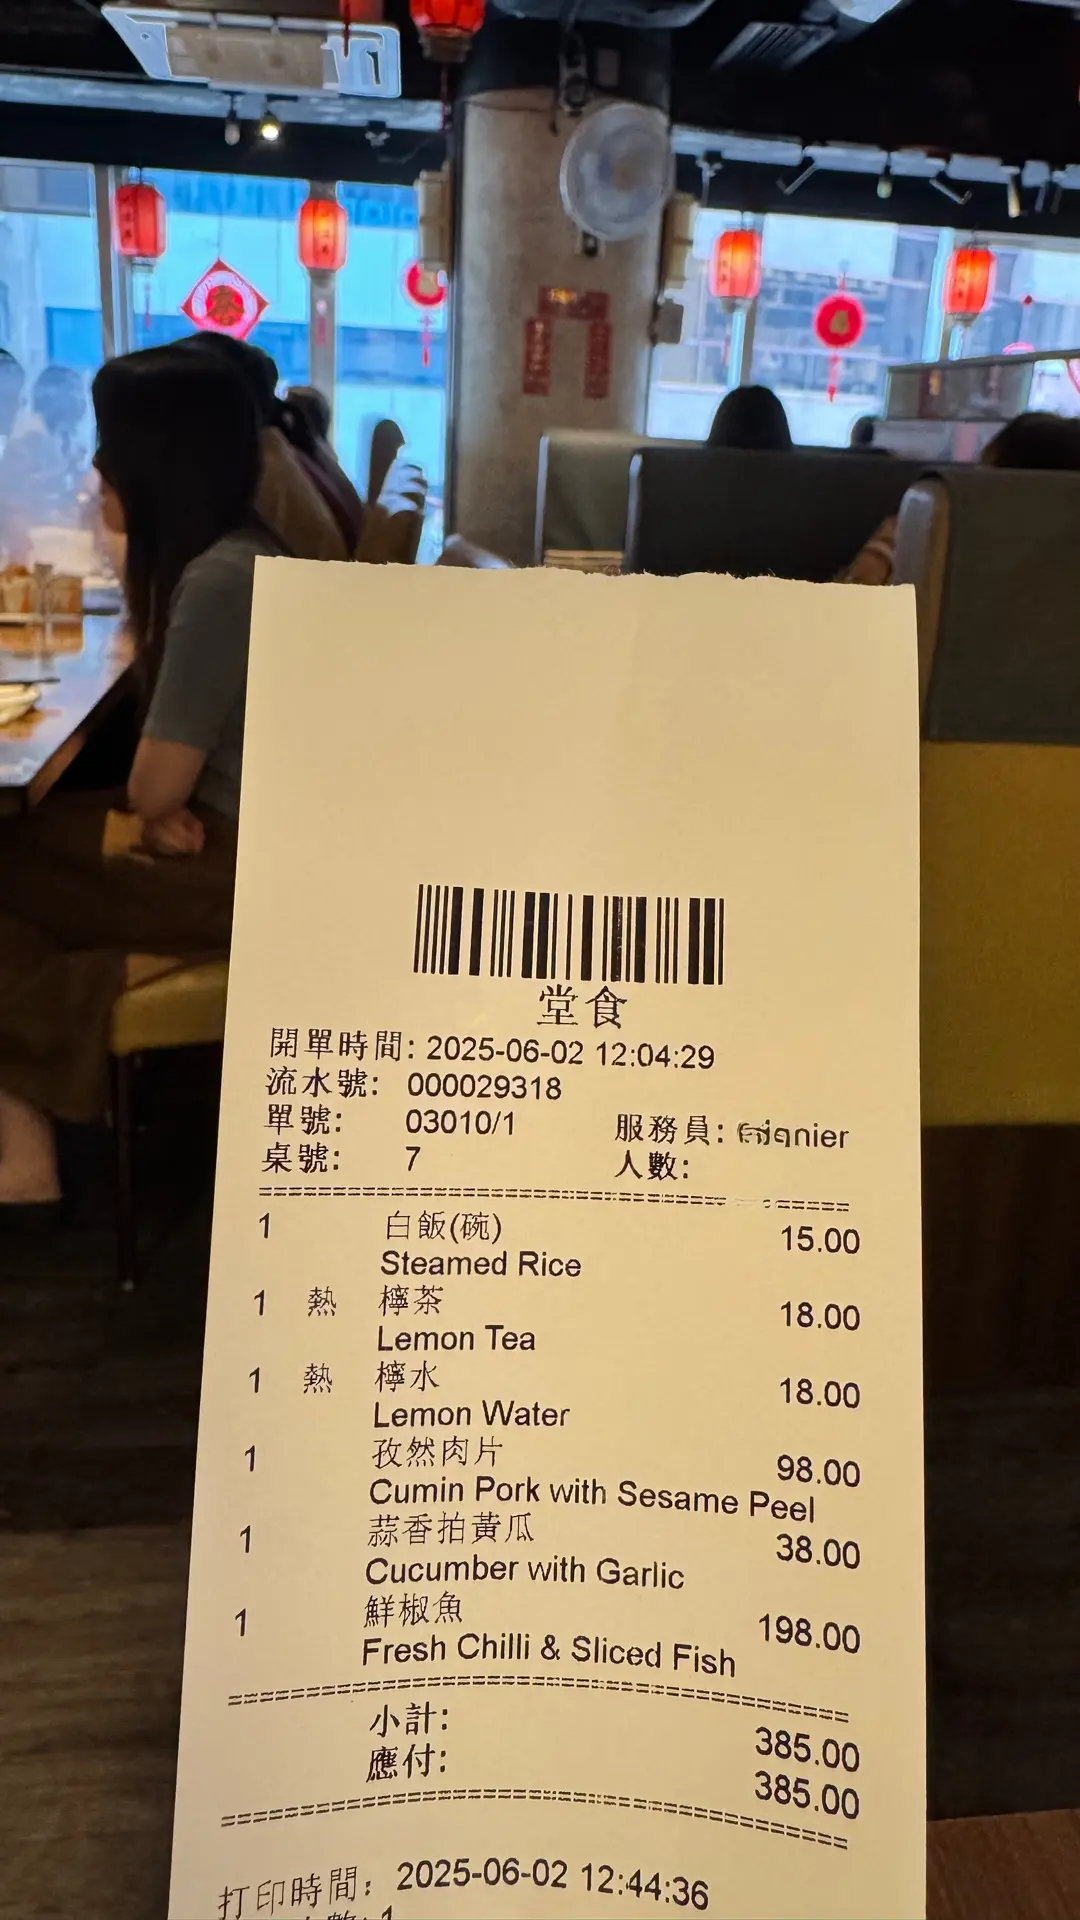 堂食
開單時間: 2025-06-02 12:04:29
流水號: 000029318
單號: 03010/1 服務員:
桌號: 7 人數:
1 白飯(碗) 15.00
Steamed Rice
1 熱 檸茶 18.00
Lemon Tea
1 熱 檸水 18.00
Lemon Water
1 孜然肉片 98.00
Cumin Pork with Sesame Peel
1 蒜香拍黃瓜 38.00
Cucumber with Garlic
1 鮮椒魚 198.00
Fresh Chilli & Sliced Fish
小計: 385.00
應付: 385.00
打印時間: 2025-06-02 12:44:36